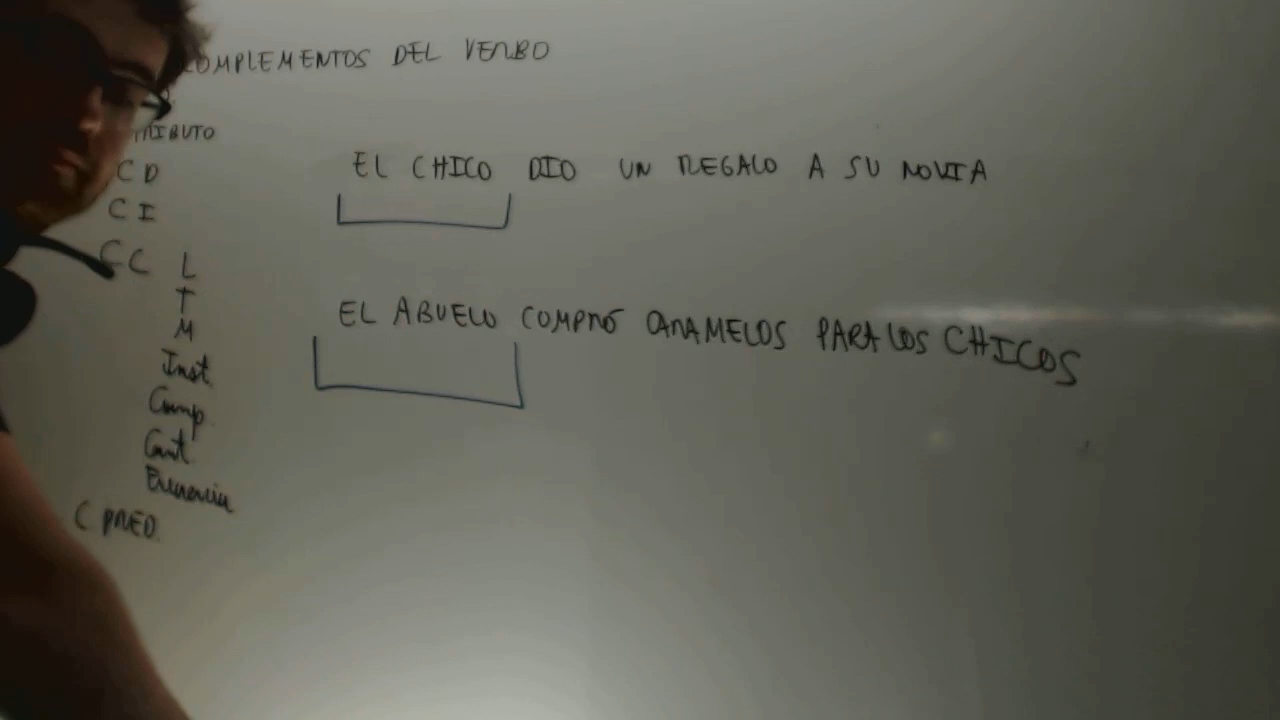 COMPLEMENTOS DEL VERBO
TRIBUTO
CD
CI
CC L
T
M
Inst.
Comp.
Cant
C PRED.
EL CHICO DIO UN REGALO A SU NOVIA
EL ABUELO COMPRÓ CARAMELOS PARA LOS CHICOS